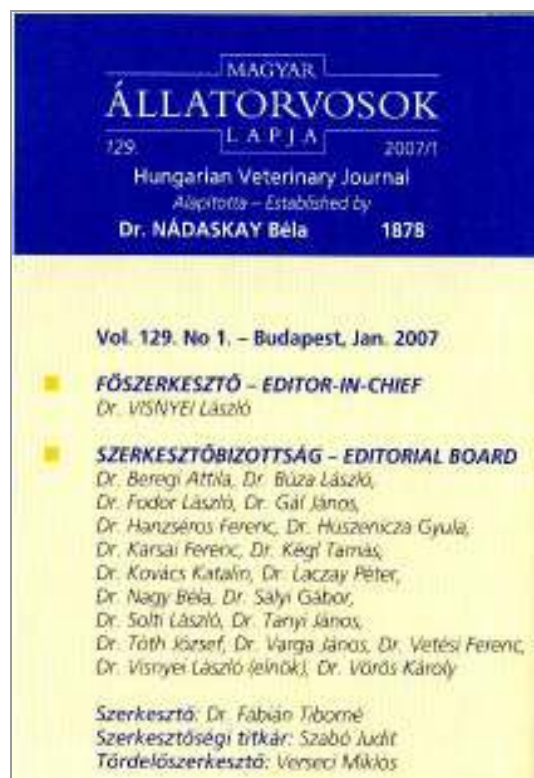 MAGYAR
ÁLLATORVOSOK
LAPJA
129. 2007/1
Hungarian Veterinary Journal
Alapította – Established by
Dr. NÁDASKAY Béla 1878
Vol. 129. No 1. – Budapest, Jan. 2007
FŐSZERKESZTŐ – EDITOR-IN-CHIEF
Dr. VISNYEI László
SZERKESZTŐBIZOTTSÁG – EDITORIAL BOARD
Dr. Beregi Attila, Dr. Búza László,
Dr. Fodor László, Dr. Gál János,
Dr. Hanzséros Ferenc, Dr. Huszenicza Gyula,
Dr. Karsai Ferenc, Dr. Kégl Tamás,
Dr. Kovács Katalin, Dr. Laczay Péter,
Dr. Nagy Béla, Dr. Sályi Gábor,
Dr. Solti László, Dr. Tanyi János,
Dr. Tóth József, Dr. Varga János, Dr. Vetési Ferenc,
Dr. Visnyei László (elnök), Dr. Vörös Károly
Szerkesztő: Dr. Fábián Tiborné
Szerkesztőségi titkár: Szabó Judit
Tördelőszerkesztő: Verseci Miklós